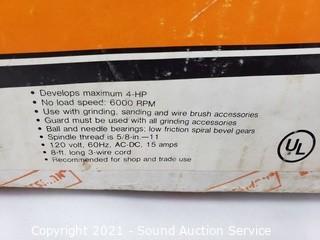 • Develops maximum 4-HP
• No load speed: 6000 RPM
• Use with grinding, sanding and wire brush accessories
• Guard must be used with all grinding accessories
• Ball and needle bearings; low friction spiral bevel gears
• Spindle thread is 5/8-in.—11
• 120 volt, 60Hz, AC-DC, 15 amps
• 8-ft. long 3-wire cord
• Recommended for shop and trade use
UL
Copyright 2021 - Sound Auction Service